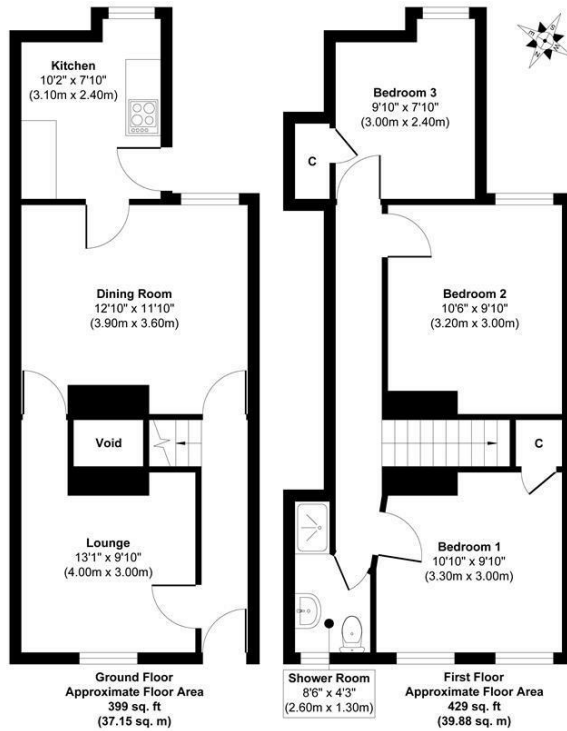 Kitchen
10'2" x 7'10"
(3.10m x 2.40m)
Dining Room
12'10" x 11'10"
(3.90m x 3.60m)
Void
Lounge
13'1" x 9'10"
(4.00m x 3.00m)
Ground Floor
Approximate Floor Area
399 sq. ft
(37.15 sq. m)
S
E
W
N
Bedroom 3
9'10" x 7'10"
(3.00m x 2.40m)
C
Bedroom 2
10'6" x 9'10"
(3.20m x 3.00m)
C
Bedroom 1
10'10" x 9'10"
(3.30m x 3.00m)
Shower Room
8'6" x 4'3"
(2.60m x 1.30m)
First Floor
Approximate Floor Area
429 sq. ft
(39.88 sq. m)